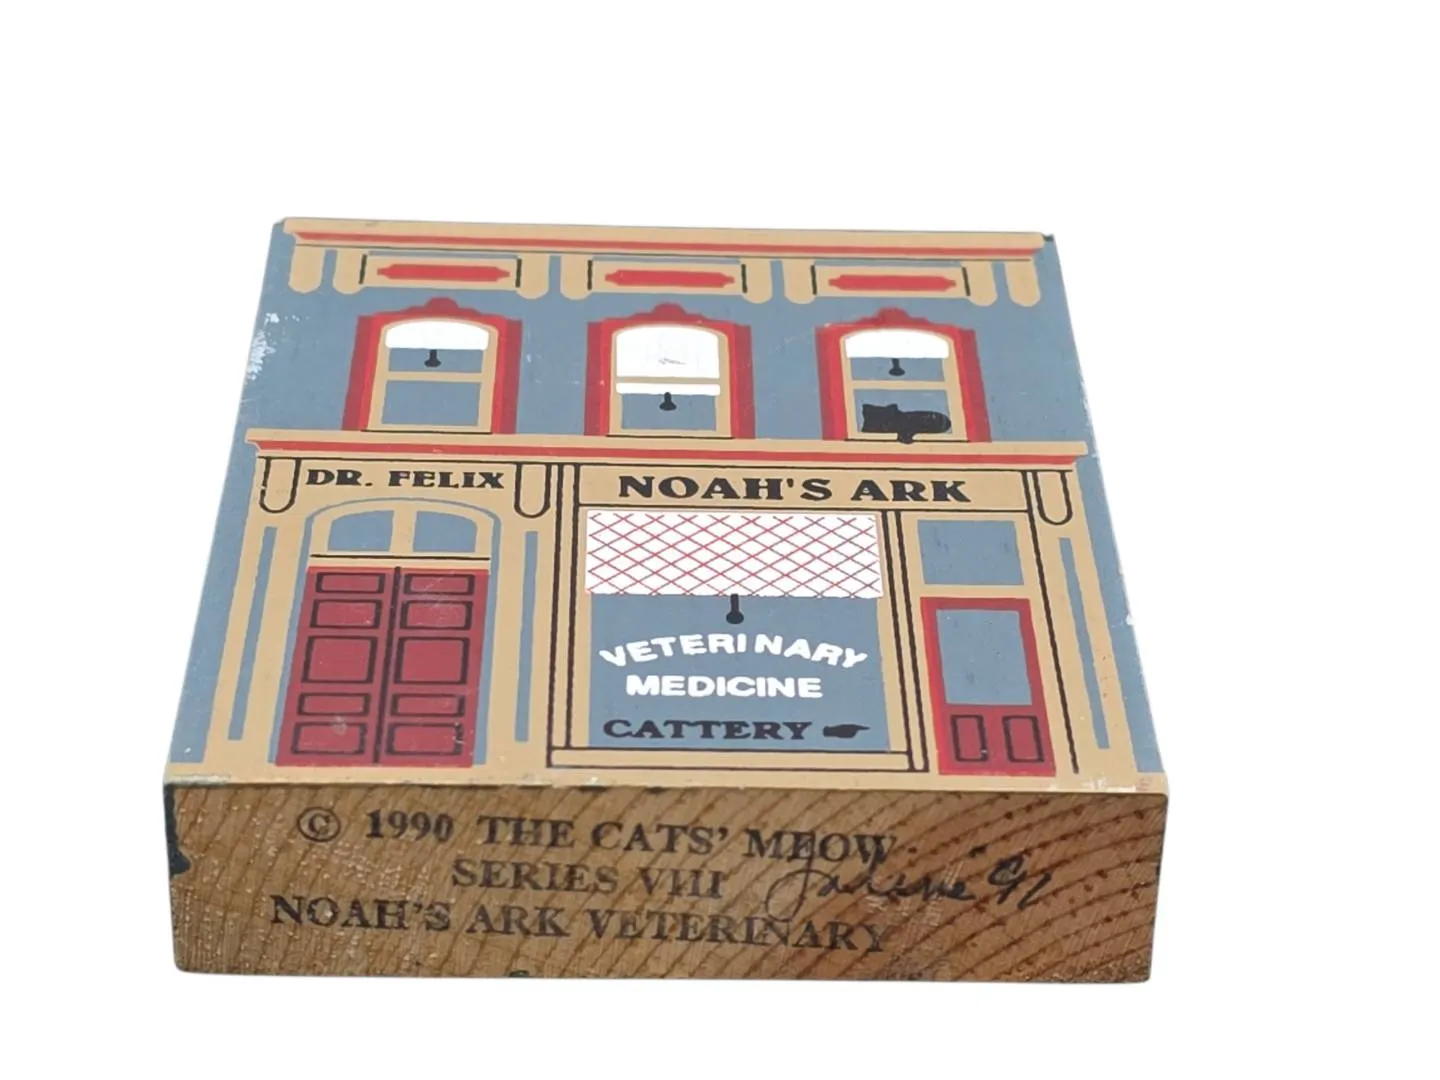 DR. FELIX
NOAH'S ARK
VETERINARY
MEDICINE
CATTERY
© 1990 THE CATS' MEOW
SERIES VIII
NOAH'S ARK VETERINARY